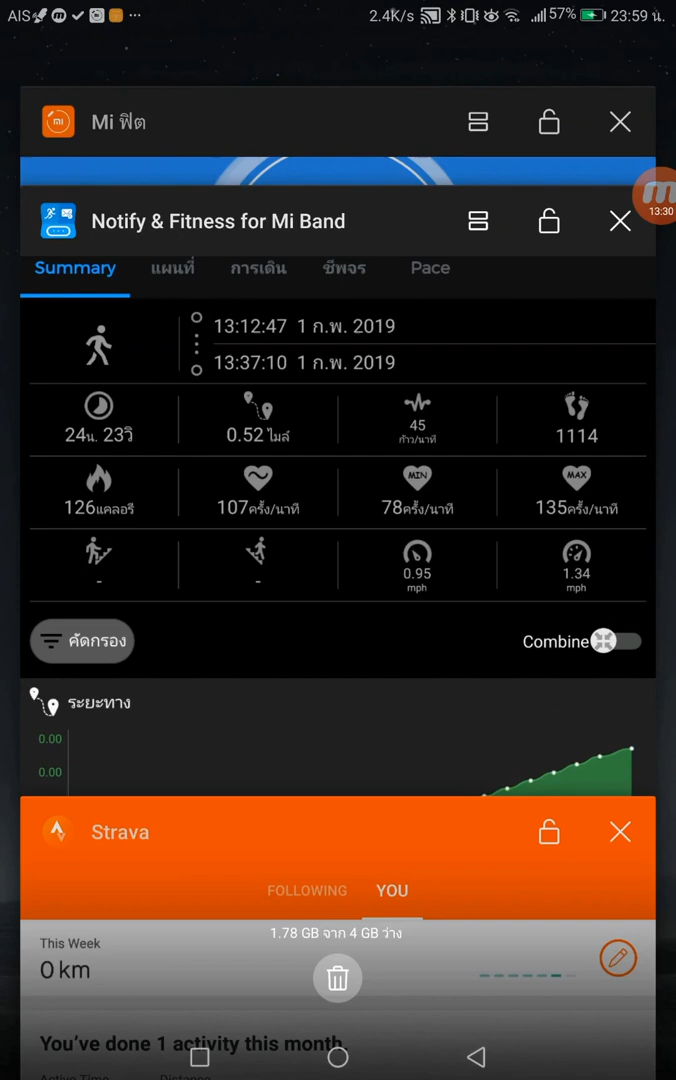 AIS ... 2.4K/s 57% 23:59 น.
Mi ฟิต
13:30
Notify & Fitness for Mi Band
Summary แผนที่ การเดิน ชีพจร Pace
13:12:47 1 ก.พ. 2019
13:37:10 1 ก.พ. 2019
24น. 23วิ 0.52 ไมล์ 45 ก้าว/นาที 1114
MIN MAX
126แคลอรี 107ครั้ง/นาที 78ครั้ง/นาที 135ครั้ง/นาที
- - 0.95 mph 1.34 mph
คัดกรอง Combine
ระยะทาง
0.00
0.00
Strava
FOLLOWING YOU
1.78 GB จาก 4 GB ว่าง
This Week
0 km
You've done 1 activity this month.
Active Time Distance